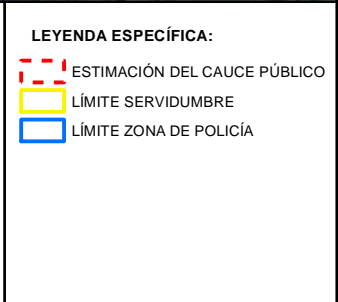 LEYENDA ESPECÍFICA:
ESTIMACIÓN DEL CAUCE PÚBLICO
LÍMITE SERVIDUMBRE
LÍMITE ZONA DE POLICÍA